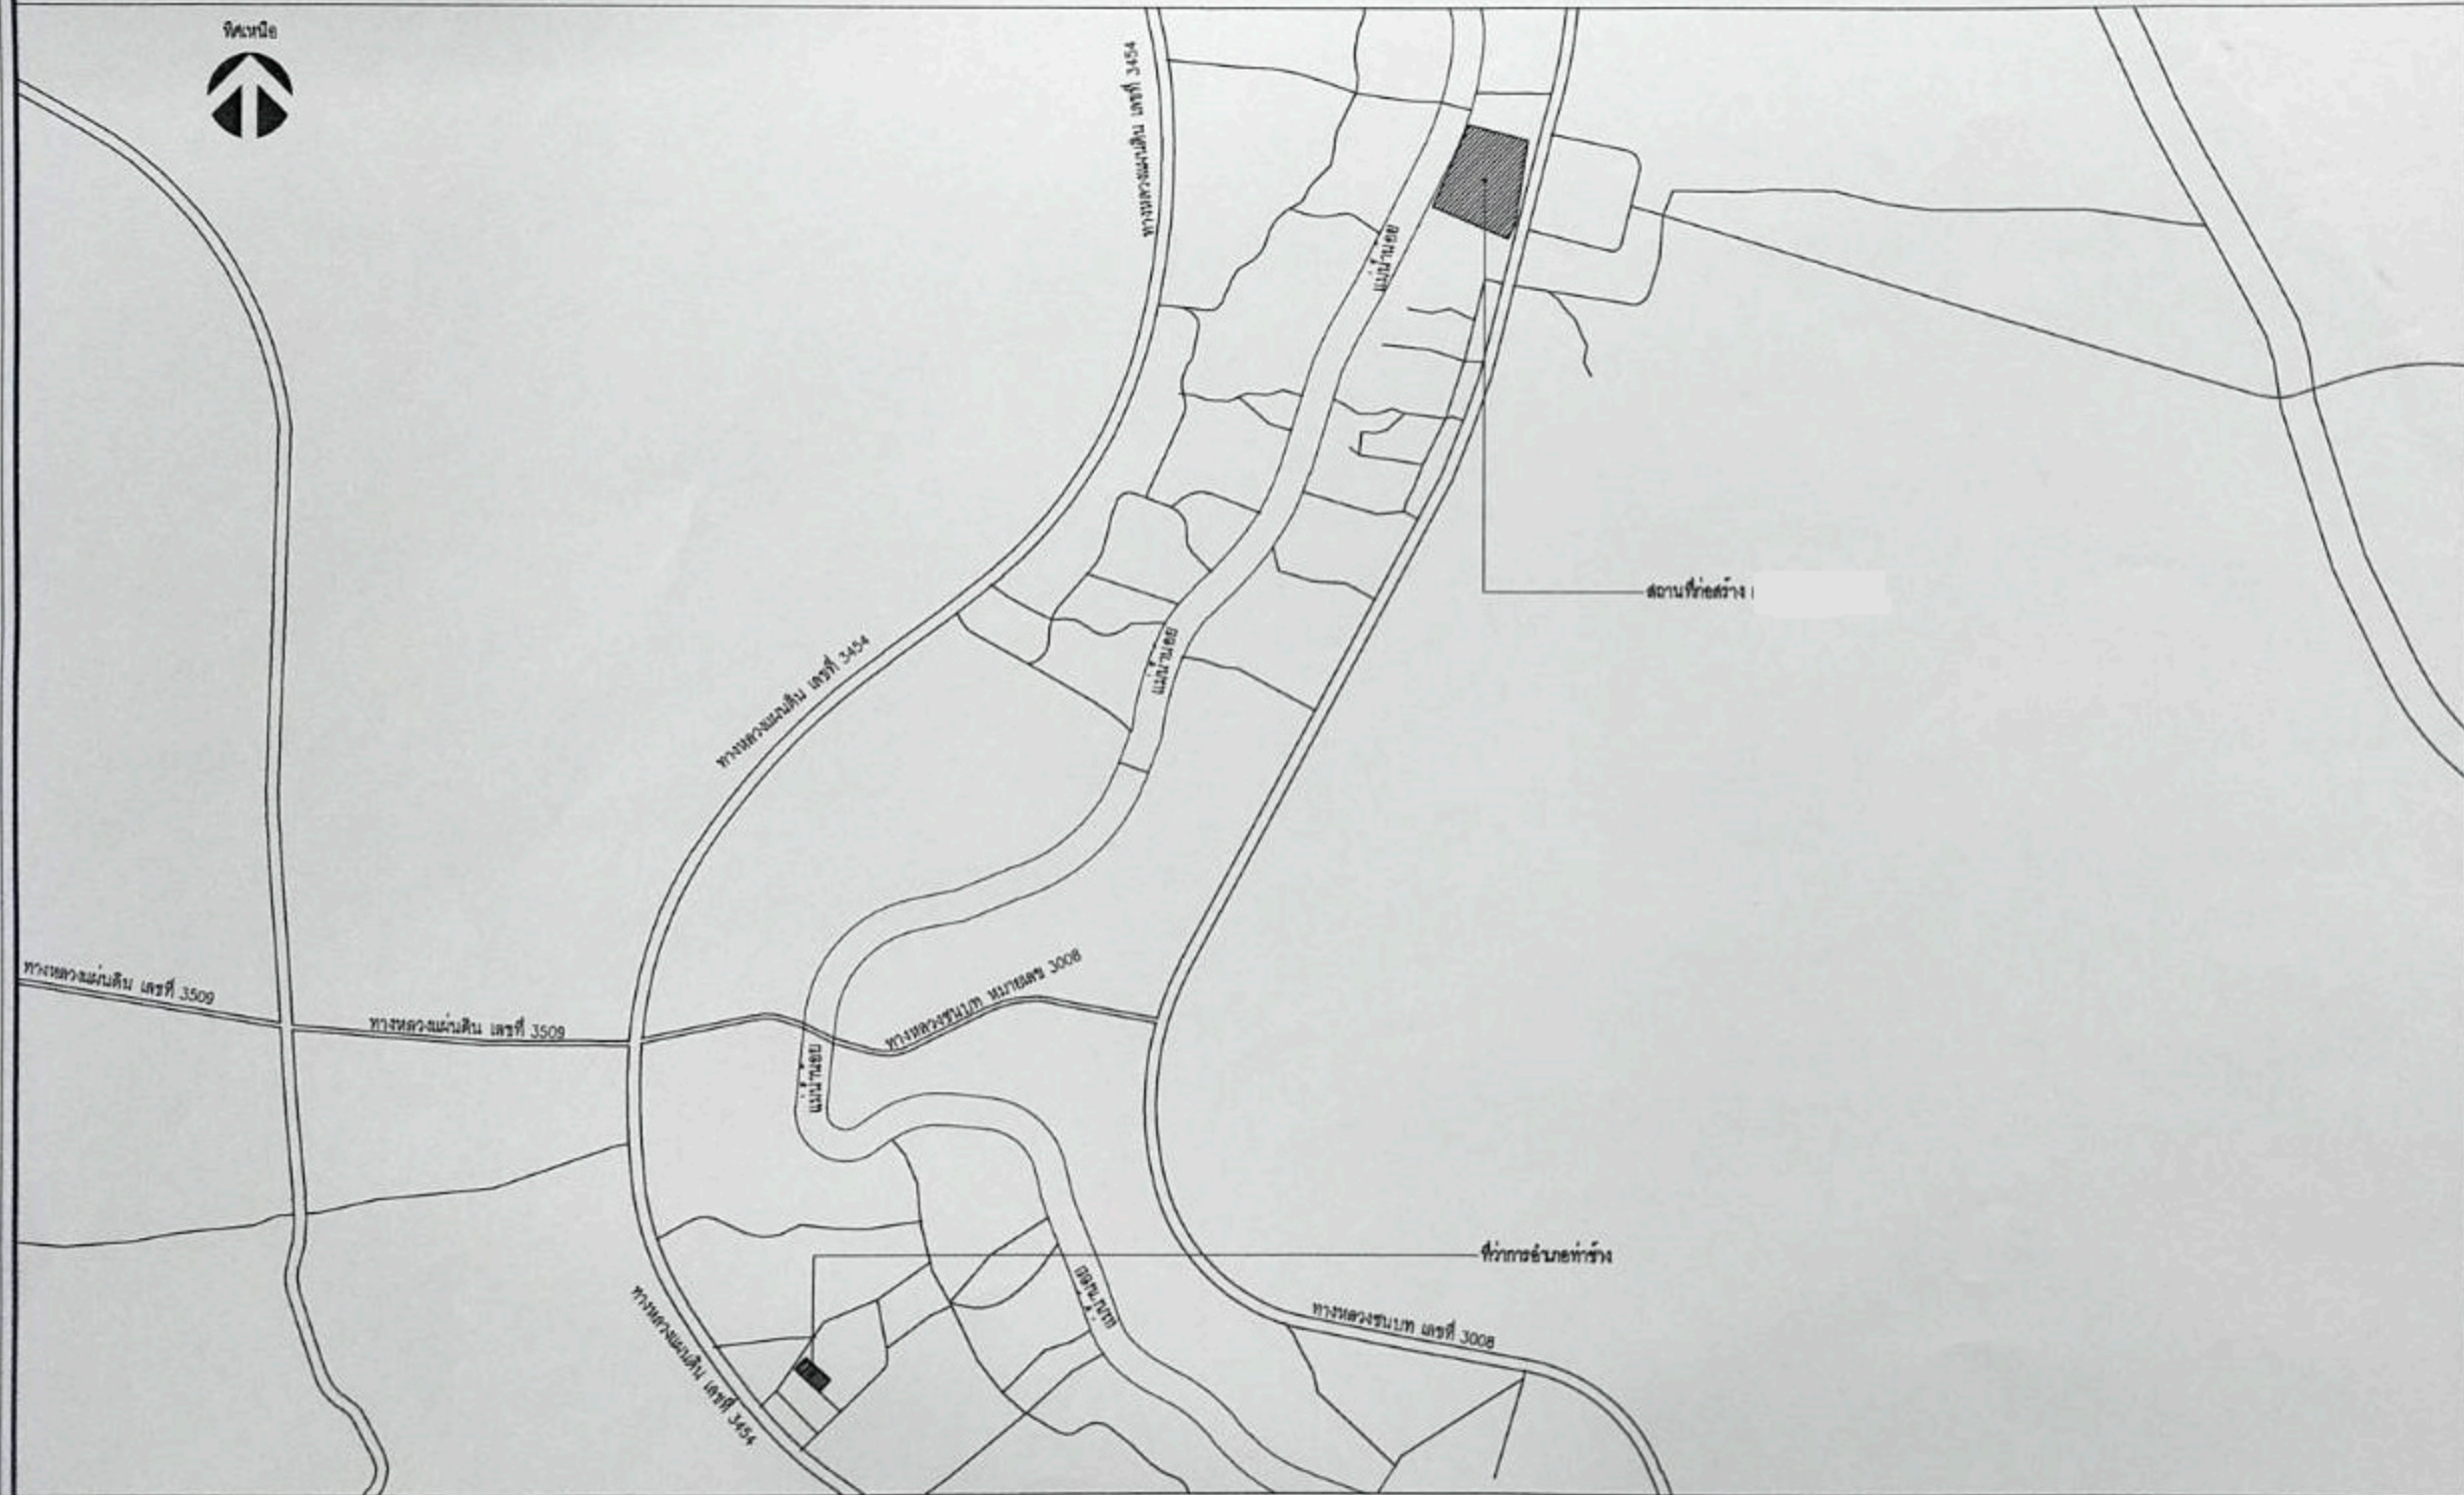 ทิศเหนือ
ทางหลวงแผ่นดิน เลขที่ 3454
แม่น้ำน้อย
สถานที่ก่อสร้าง
ทางหลวงแผ่นดิน เลขที่ 3454
แม่น้ำน้อย
ทางหลวงแผ่นดิน เลขที่ 3509
ทางหลวงแผ่นดิน เลขที่ 3509
ทางหลวงชนบท หมายเลข 3008
แม่น้ำน้อย
ที่ว่าการอำเภอท่าช้าง
แม่น้ำน้อย
ทางหลวงแผ่นดิน เลขที่ 3454
ทางหลวงชนบท เลขที่ 3008